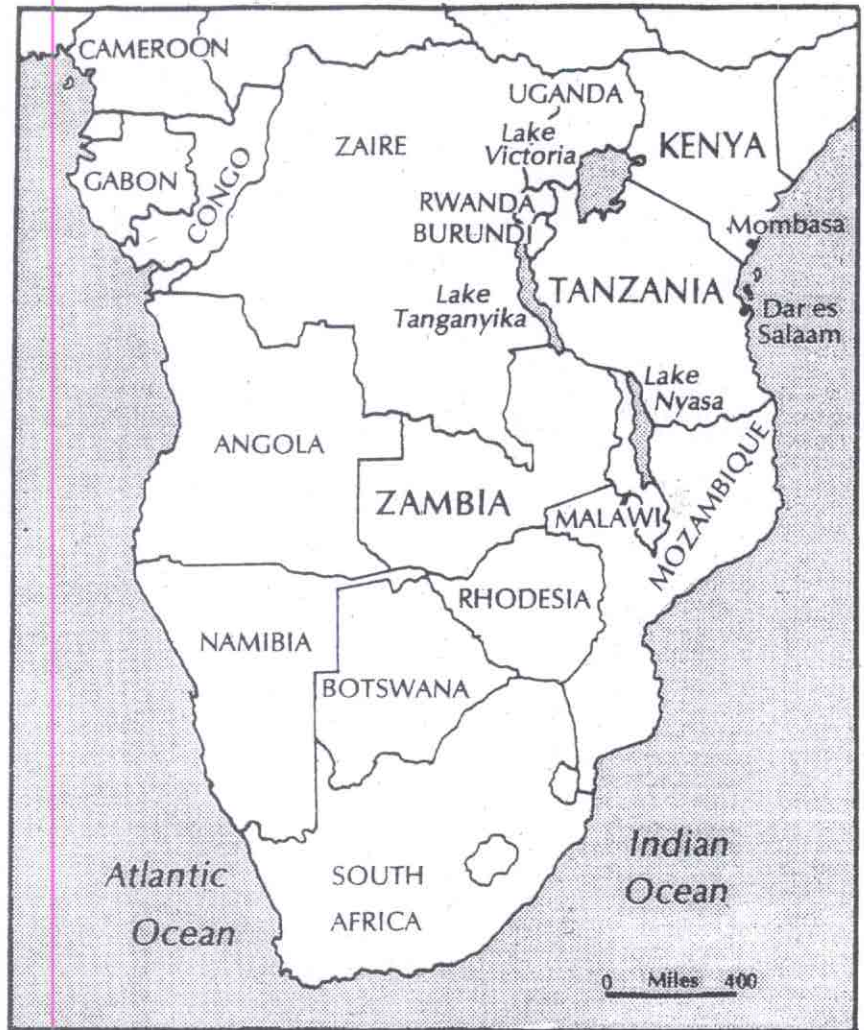 CAMEROON
UGANDA
Lake
Victoria
KENYA
ZAIRE
GABON
CONGO
RWANDA
BURUNDI
Mombasa
Lake
Tanganyika
TANZANIA
Dar es
Salaam
Lake
Nyasa
ANGOLA
ZAMBIA
MALAWI
MOZAMBIQUE
RHODESIA
NAMIBIA
BOTSWANA
Atlantic
Ocean
SOUTH
AFRICA
Indian
Ocean
0 Miles 400